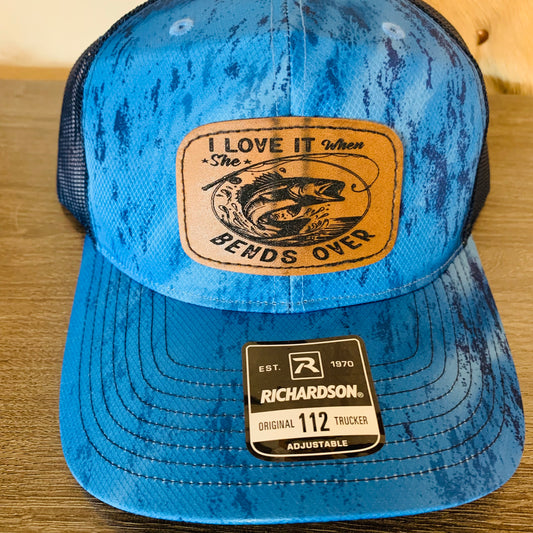 I LOVE IT When
*She*
BENDS OVER
EST. R 1970
RICHARDSON®
ORIGINAL 112 TRUCKER
ADJUSTABLE